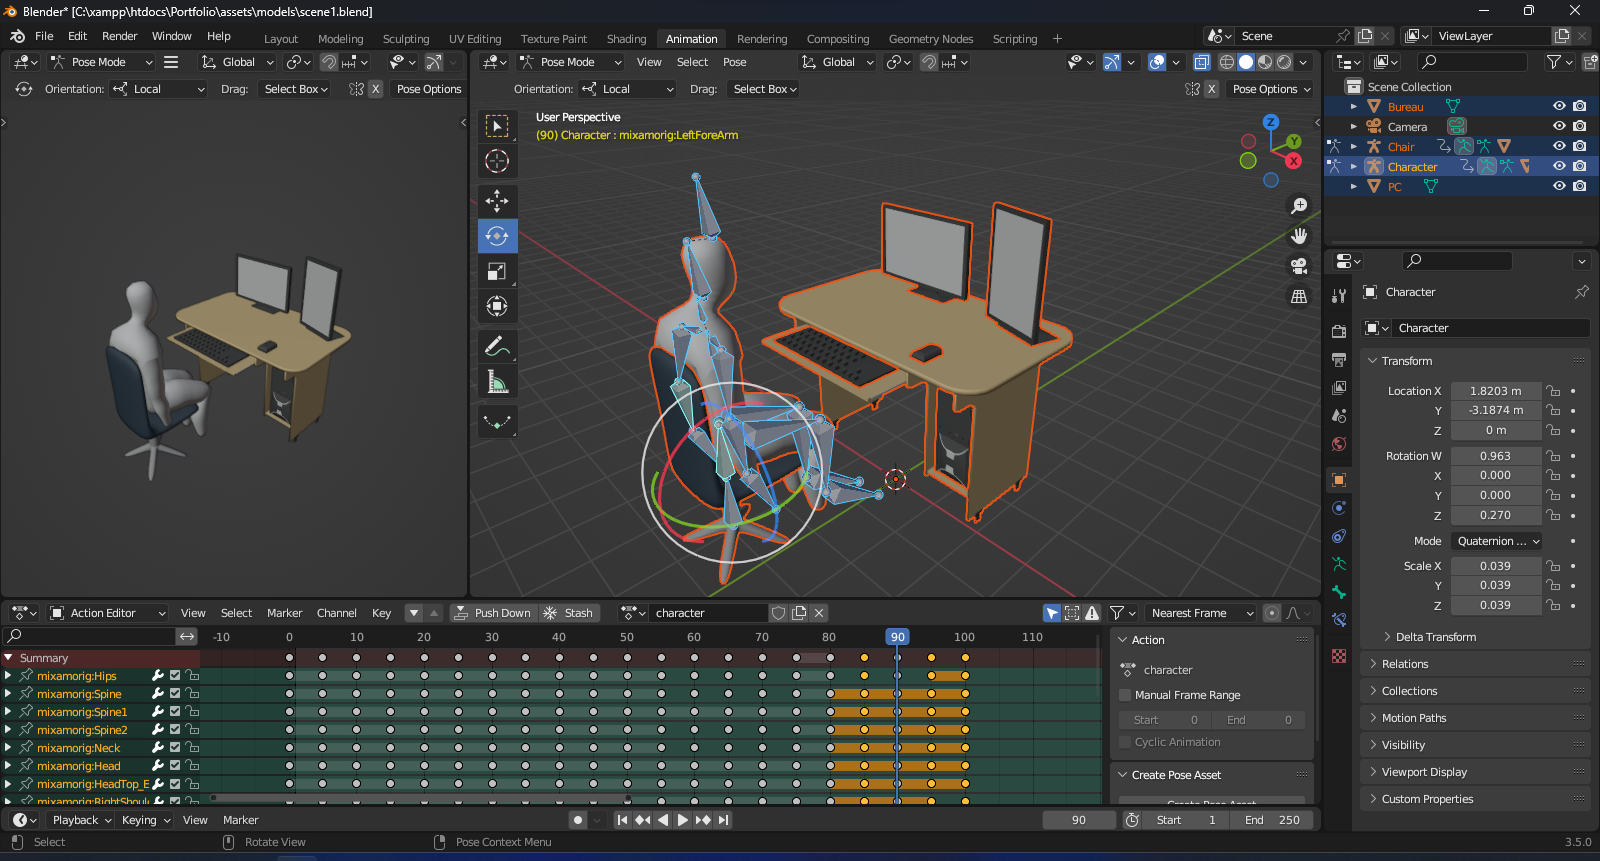 Blender* [C:\xampp\htdocs\Portfolio\assets\models\scene1.blend]
File Edit Render Window Help Layout Modeling Sculpting UV Editing Texture Paint Shading Animation Rendering Compositing Geometry Nodes Scripting + Scene ViewLayer
Pose Mode Global Pose Mode View Select Pose Global
Orientation: Local Drag: Select Box X Pose Options Orientation: Local Drag: Select Box X Pose Options
User Perspective
(90) Character : mixamorig:LeftForeArm
Z
Y
X
Scene Collection
Bureau
Camera
Chair
Character
PC
Character
Character
Transform
Location X 1.8203 m
Y -3.1874 m
Z 0 m
Rotation W 0.963
X 0.000
Y 0.000
Z 0.270
Mode Quaternion ...
Scale X 0.039
Y 0.039
Z 0.039
Delta Transform
Relations
Collections
Motion Paths
Visibility
Viewport Display
Custom Properties
Action Editor View Select Marker Channel Key Push Down Stash character Nearest Frame
-10 0 10 20 30 40 50 60 70 80 90 100 110
Summary
mixamorig:Hips
mixamorig:Spine
mixamorig:Spine1
mixamorig:Spine2
mixamorig:Neck
mixamorig:Head
mixamorig:HeadTop_E
mixamorig:RightShoul
Action
character
Manual Frame Range
Start 0 End 0
Cyclic Animation
Create Pose Asset
Create Pose Asset
Playback Keying View Marker 90 Start 1 End 250
Select Rotate View Pose Context Menu 3.5.0